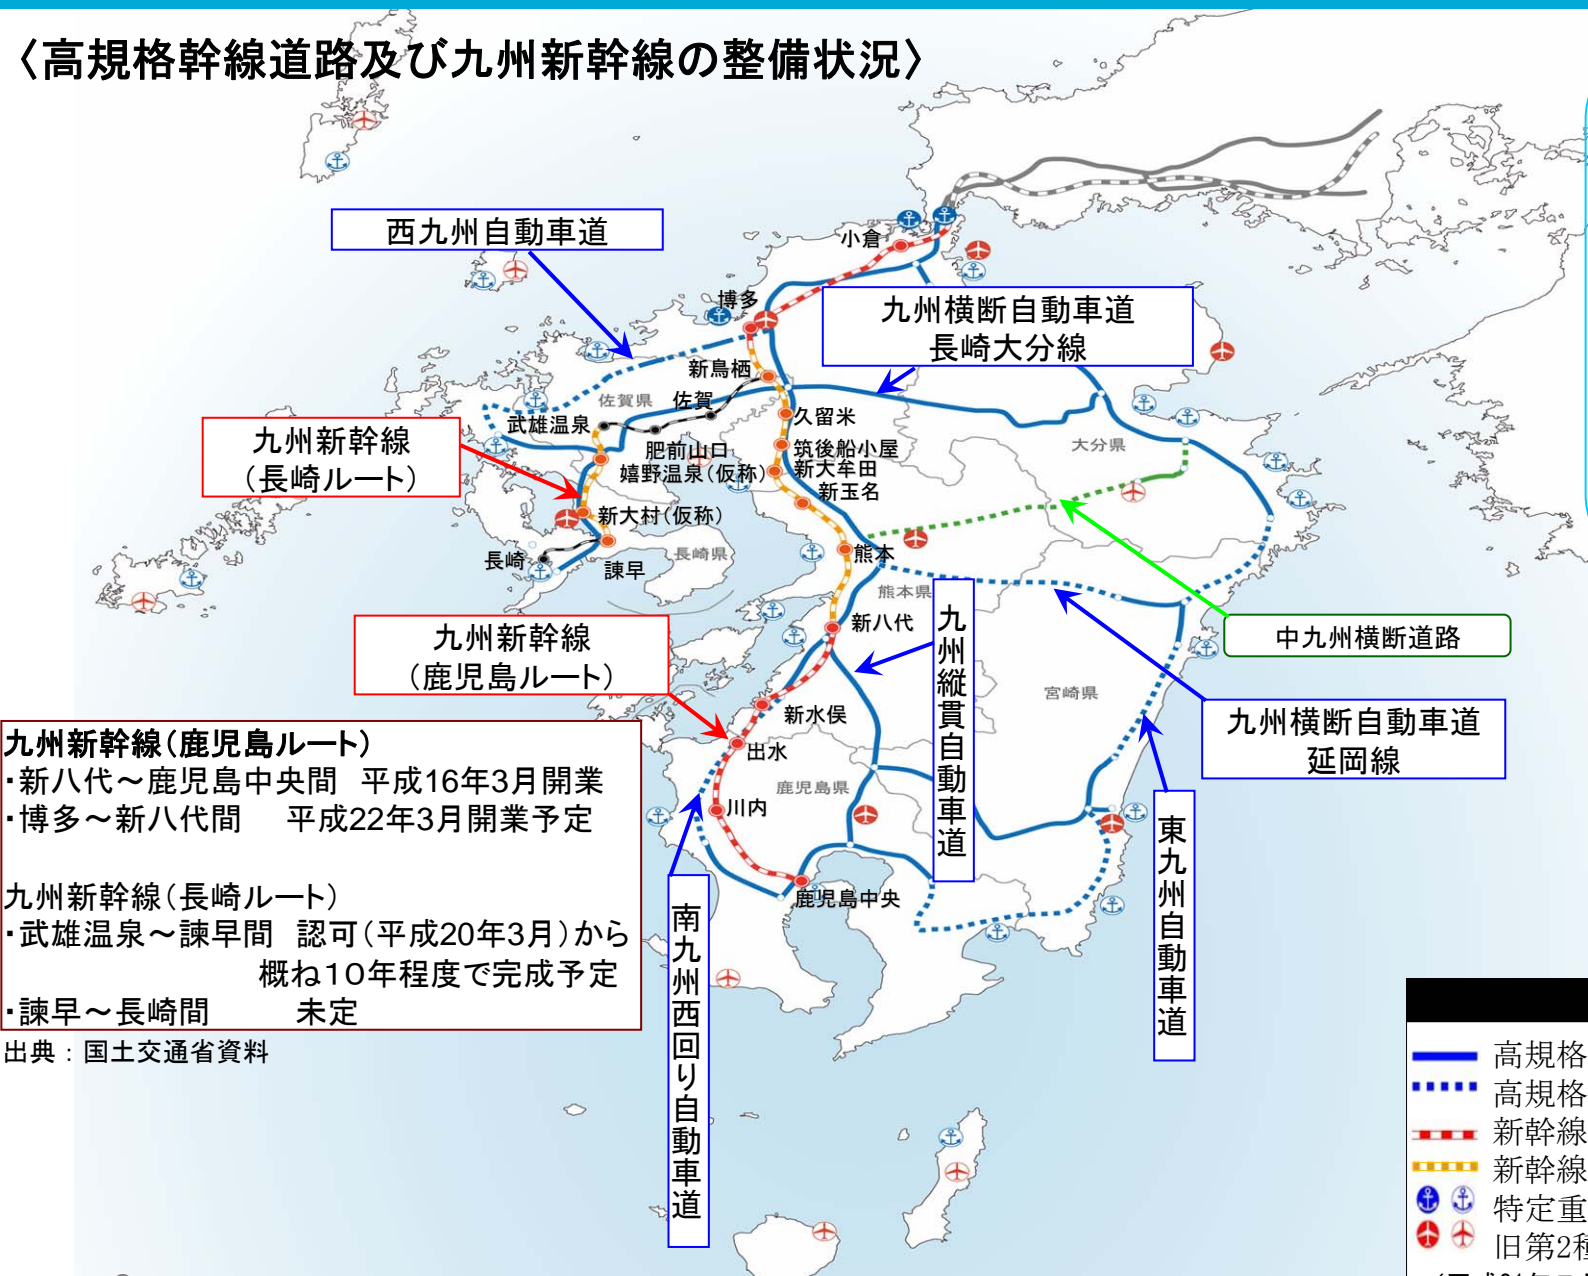 〈高規格幹線道路及び九州新幹線の整備状況〉
西九州自動車道
小倉
博多
九州横断自動車道
長崎大分線
新鳥栖
佐賀県
佐賀
武雄温泉
久留米
九州新幹線
(長崎ルート)
肥前山口
筑後船小屋
大分県
嬉野温泉(仮称)
新大牟田
新玉名
新大村(仮称)
長崎
諫早
長崎県
熊本
熊本県
九州新幹線
(鹿児島ルート)
新八代
九州縦貫自動車道
中九州横断道路
宮崎県
新水俣
九州横断自動車道
延岡線
出水
九州新幹線(鹿児島ルート)
・新八代～鹿児島中央間 平成16年3月開業
・博多～新八代間 平成22年3月開業予定
九州新幹線(長崎ルート)
・武雄温泉～諫早間 認可(平成20年3月)から
概ね10年程度で完成予定
・諫早～長崎間 未定
出典:国土交通省資料
鹿児島県
川内
東九州自動車道
鹿児島中央
南九州西回り自動車道
高規格
高規格
新幹線
新幹線
特定重
旧第2種